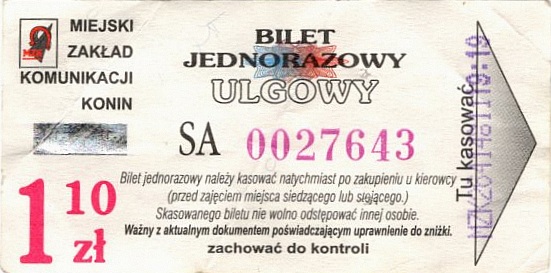 MIEJSKI
ZAKŁAD
KOMUNIKACJI
KONIN
BILET
JEDNORAZOWY
ULGOWY
SA 0027643
Bilet jednorazowy należy kasować natychmiast po zakupieniu u kierowcy
(przed zajęciem miejsca siedzącego lub stojącego).
Skasowanego biletu nie wolno odstępować innej osobie.
Ważny z aktualnym dokumentem poświadczającym uprawnienie do zniżki.
zachować do kontroli
1 10 zł
Tu kasować